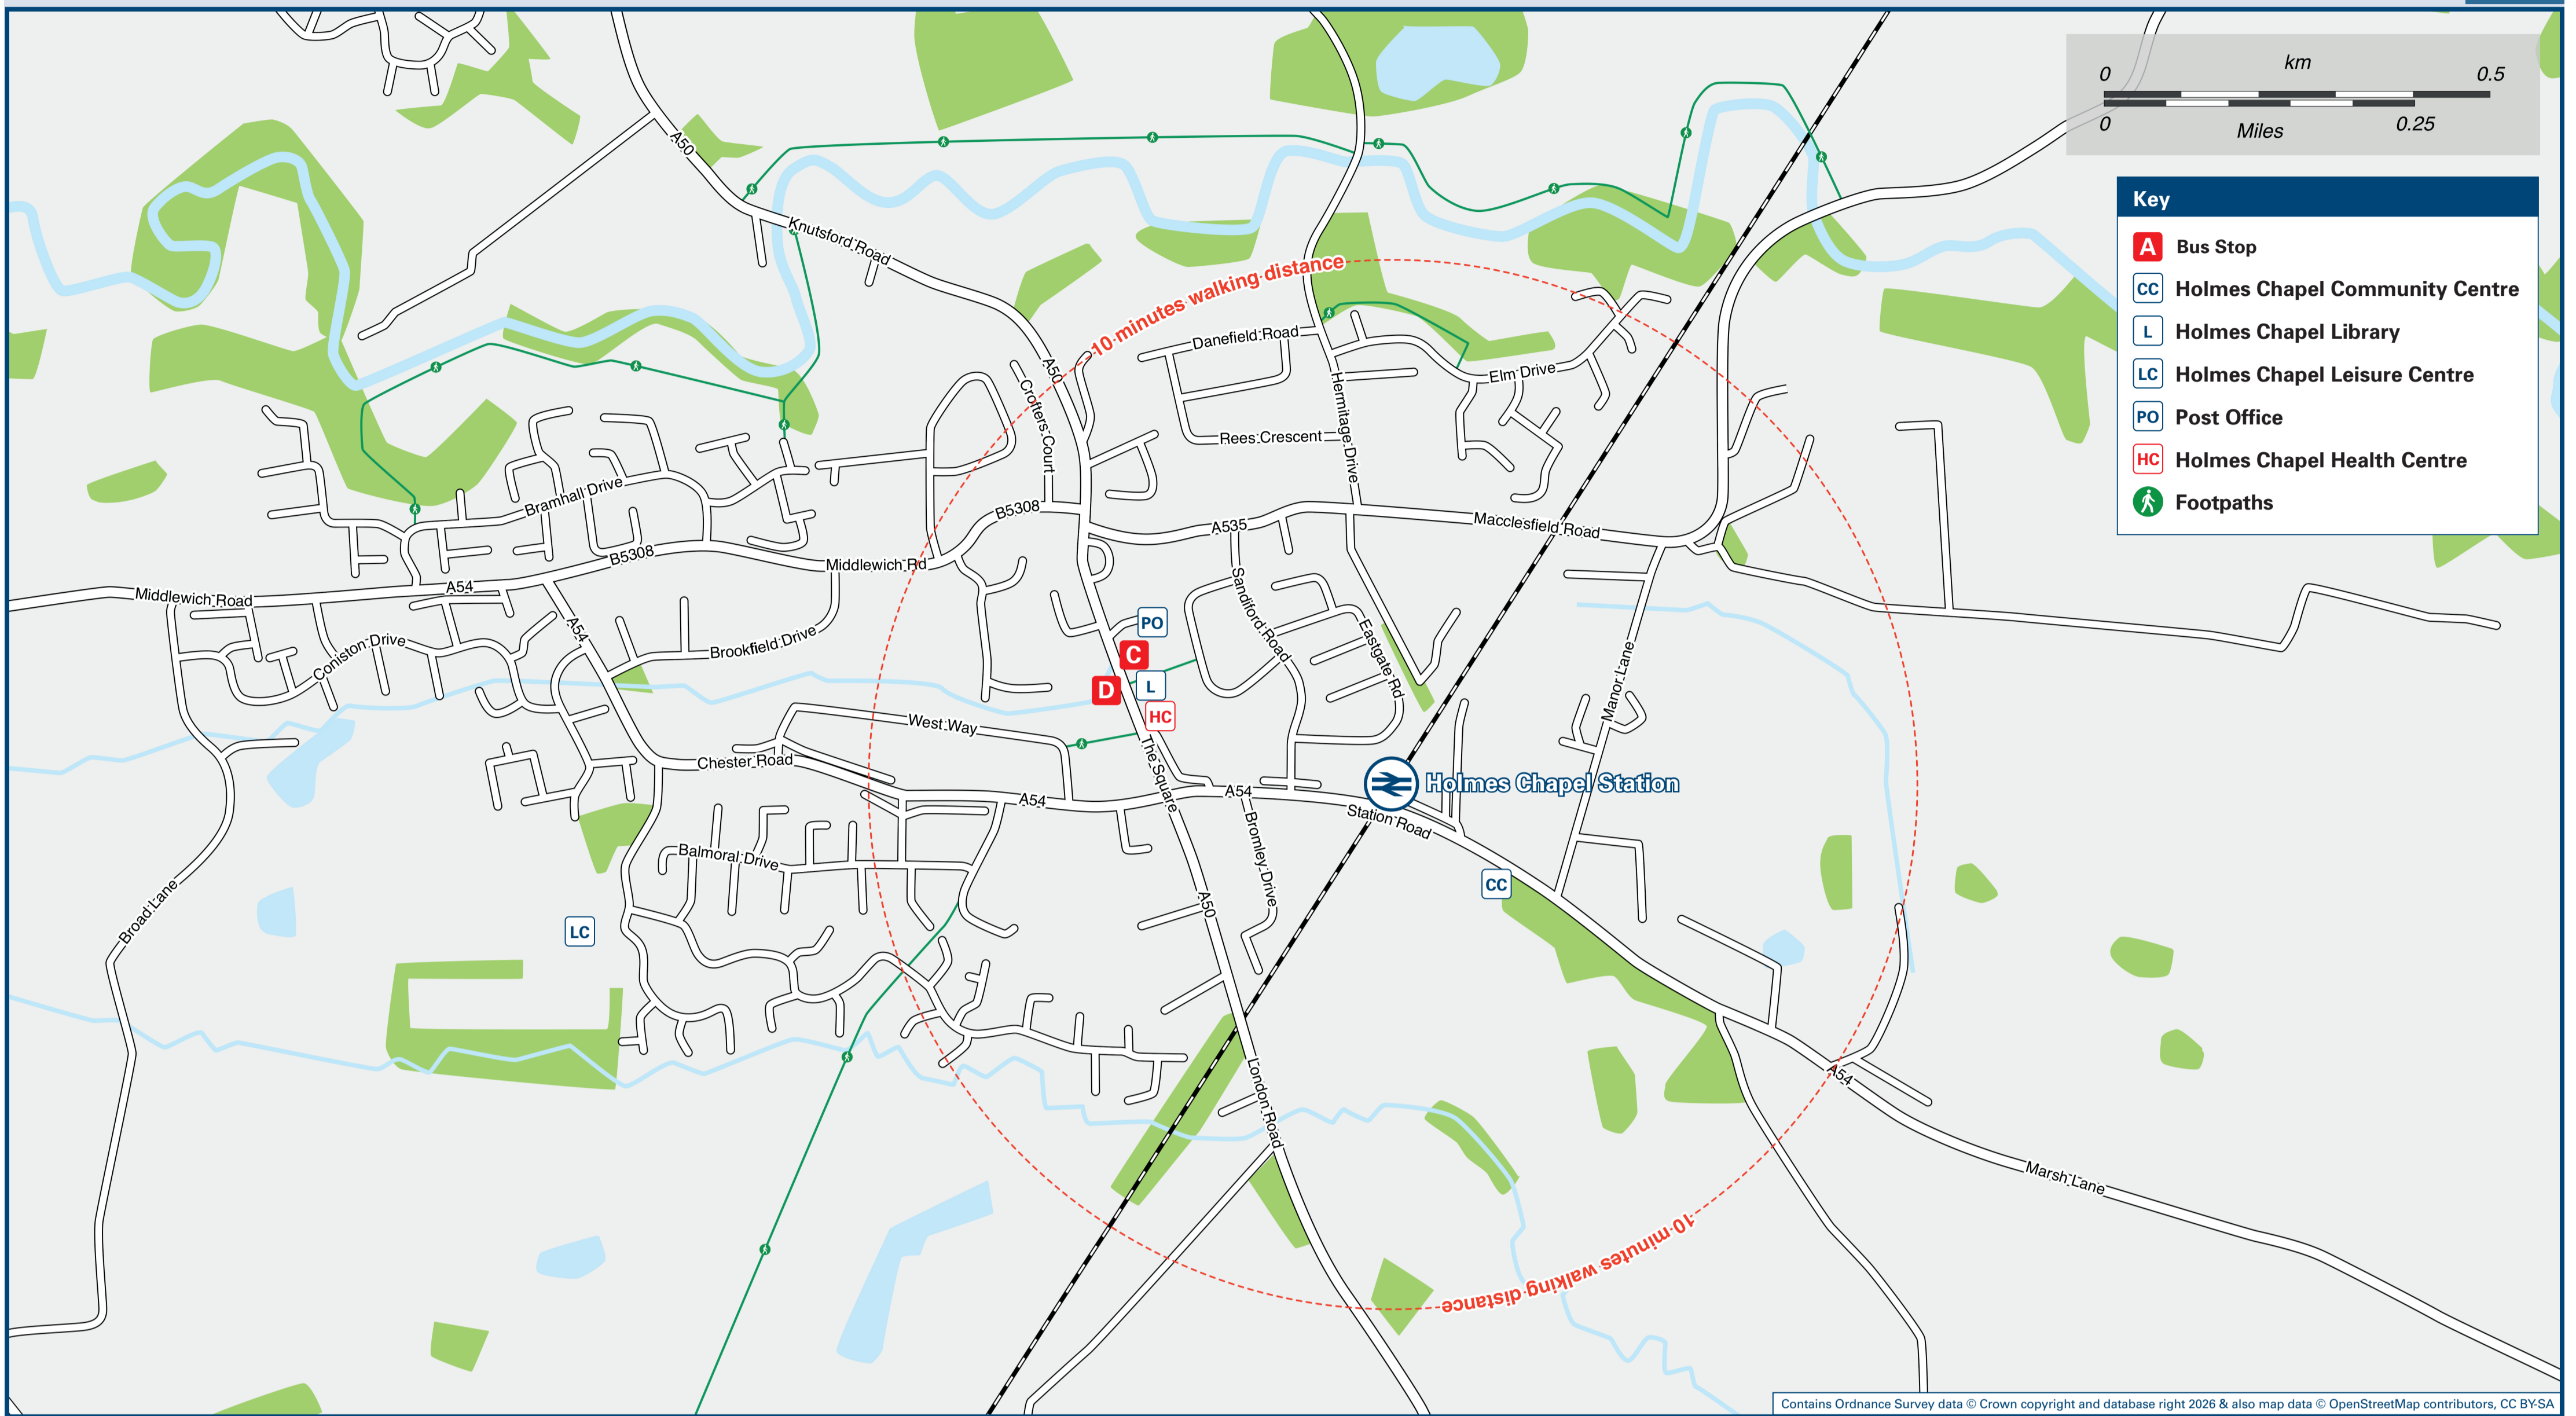 km
0
0.5
0
Miles
0.25
Key
A Bus Stop
CC Holmes Chapel Community Centre
L Holmes Chapel Library
LC Holmes Chapel Leisure Centre
PO Post Office
HC Holmes Chapel Health Centre
Footpaths
A50
Knutsford Road
10 minutes walking distance
A50
Crofters Court
Danefield Road
Hermitage Drive
Elm Drive
Rees Crescent
Bramhall Drive
B5308
A535
Macclesfield Road
B5308
Middlewich Rd
Middlewich Road
A54
A54
Coniston Drive
Brookfield Drive
Sandiford Road
Eastgate Rd
Manor Lane
PO
C
D
L
HC
West Way
The Square
Chester Road
A54
A54
Holmes Chapel Station
Station Road
Balmoral Drive
Bromley Drive
CC
A50
Broad Lane
LC
London Road
A54
Marsh Lane
10 minutes walking distance
Contains Ordnance Survey data © Crown copyright and database right 2026 & also map data © OpenStreetMap contributors, CC BY-SA